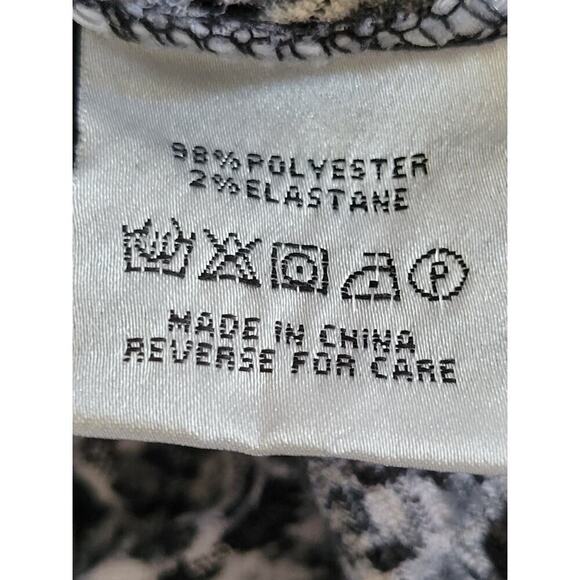 98% POLYESTER
2% ELASTANE
P
MADE IN CHINA
REVERSE FOR CARE